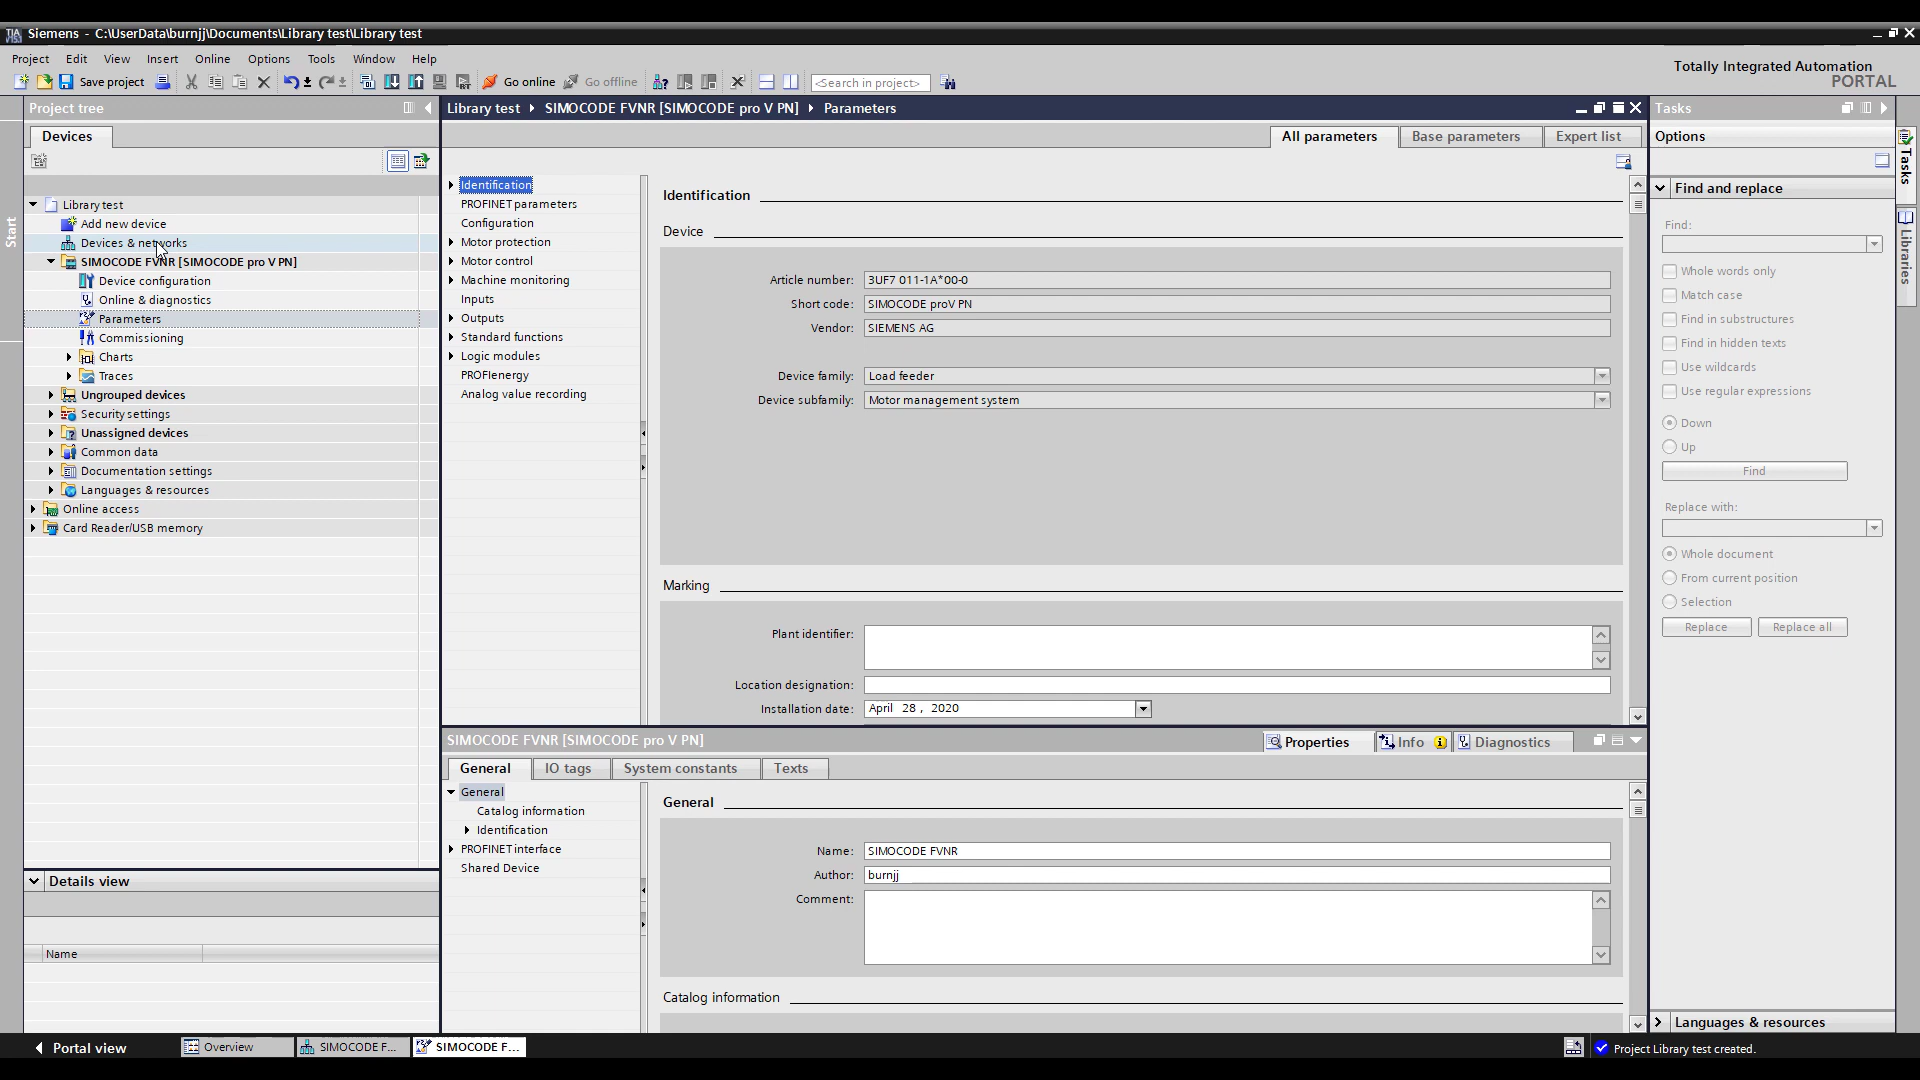 Siemens - C:\UserData\burnjj\Documents\Library test\Library test
Project Edit View Insert Online Options Tools Window Help
Totally Integrated Automation
PORTAL
Save project
Go online
Go offline
<Search in project>
Project tree
Library test SIMOCODE FVNR [SIMOCODE pro V PN] Parameters
Tasks
Devices
All parameters
Base parameters
Expert list
Options
Start
Library test
Add new device
Devices & networks
SIMOCODE FVNR [SIMOCODE pro V PN]
Device configuration
Online & diagnostics
Parameters
Commissioning
Charts
Traces
Ungrouped devices
Security settings
Unassigned devices
Common data
Documentation settings
Languages & resources
Online access
Card Reader/USB memory
Details view
Name
Identification
PROFINET parameters
Configuration
Motor protection
Motor control
Machine monitoring
Inputs
Outputs
Standard functions
Logic modules
PROFIenergy
Analog value recording
Identification
Device
Article number: 3UF7 011-1A*00-0
Short code: SIMOCODE proV PN
Vendor: SIEMENS AG
Device family: Load feeder
Device subfamily: Motor management system
Marking
Plant identifier:
Location designation:
Installation date: April 28 , 2020
SIMOCODE FVNR [SIMOCODE pro V PN]
Properties
Info
Diagnostics
General
IO tags
System constants
Texts
General
Catalog information
Identification
PROFINET interface
Shared Device
General
Name: SIMOCODE FVNR
Author: burnjj
Comment:
Catalog information
Find and replace
Find:
Whole words only
Match case
Find in substructures
Find in hidden texts
Use wildcards
Use regular expressions
Down
Up
Find
Replace with:
Whole document
From current position
Selection
Replace
Replace all
Languages & resources
Tasks
Libraries
Portal view
Overview
SIMOCODE F...
SIMOCODE F...
Project Library test created.